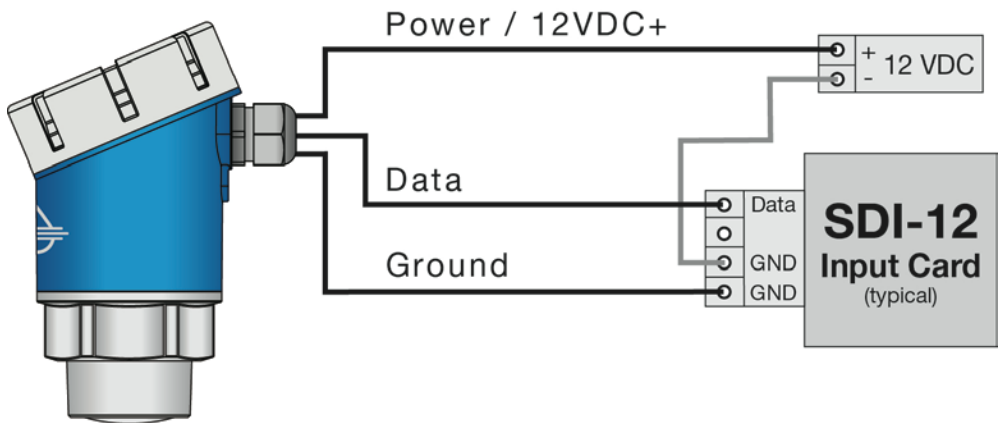 Power / 12VDC+
+ 12 VDC
-
Data
Data
SDI-12
Input Card
(typical)
GND
Ground
GND